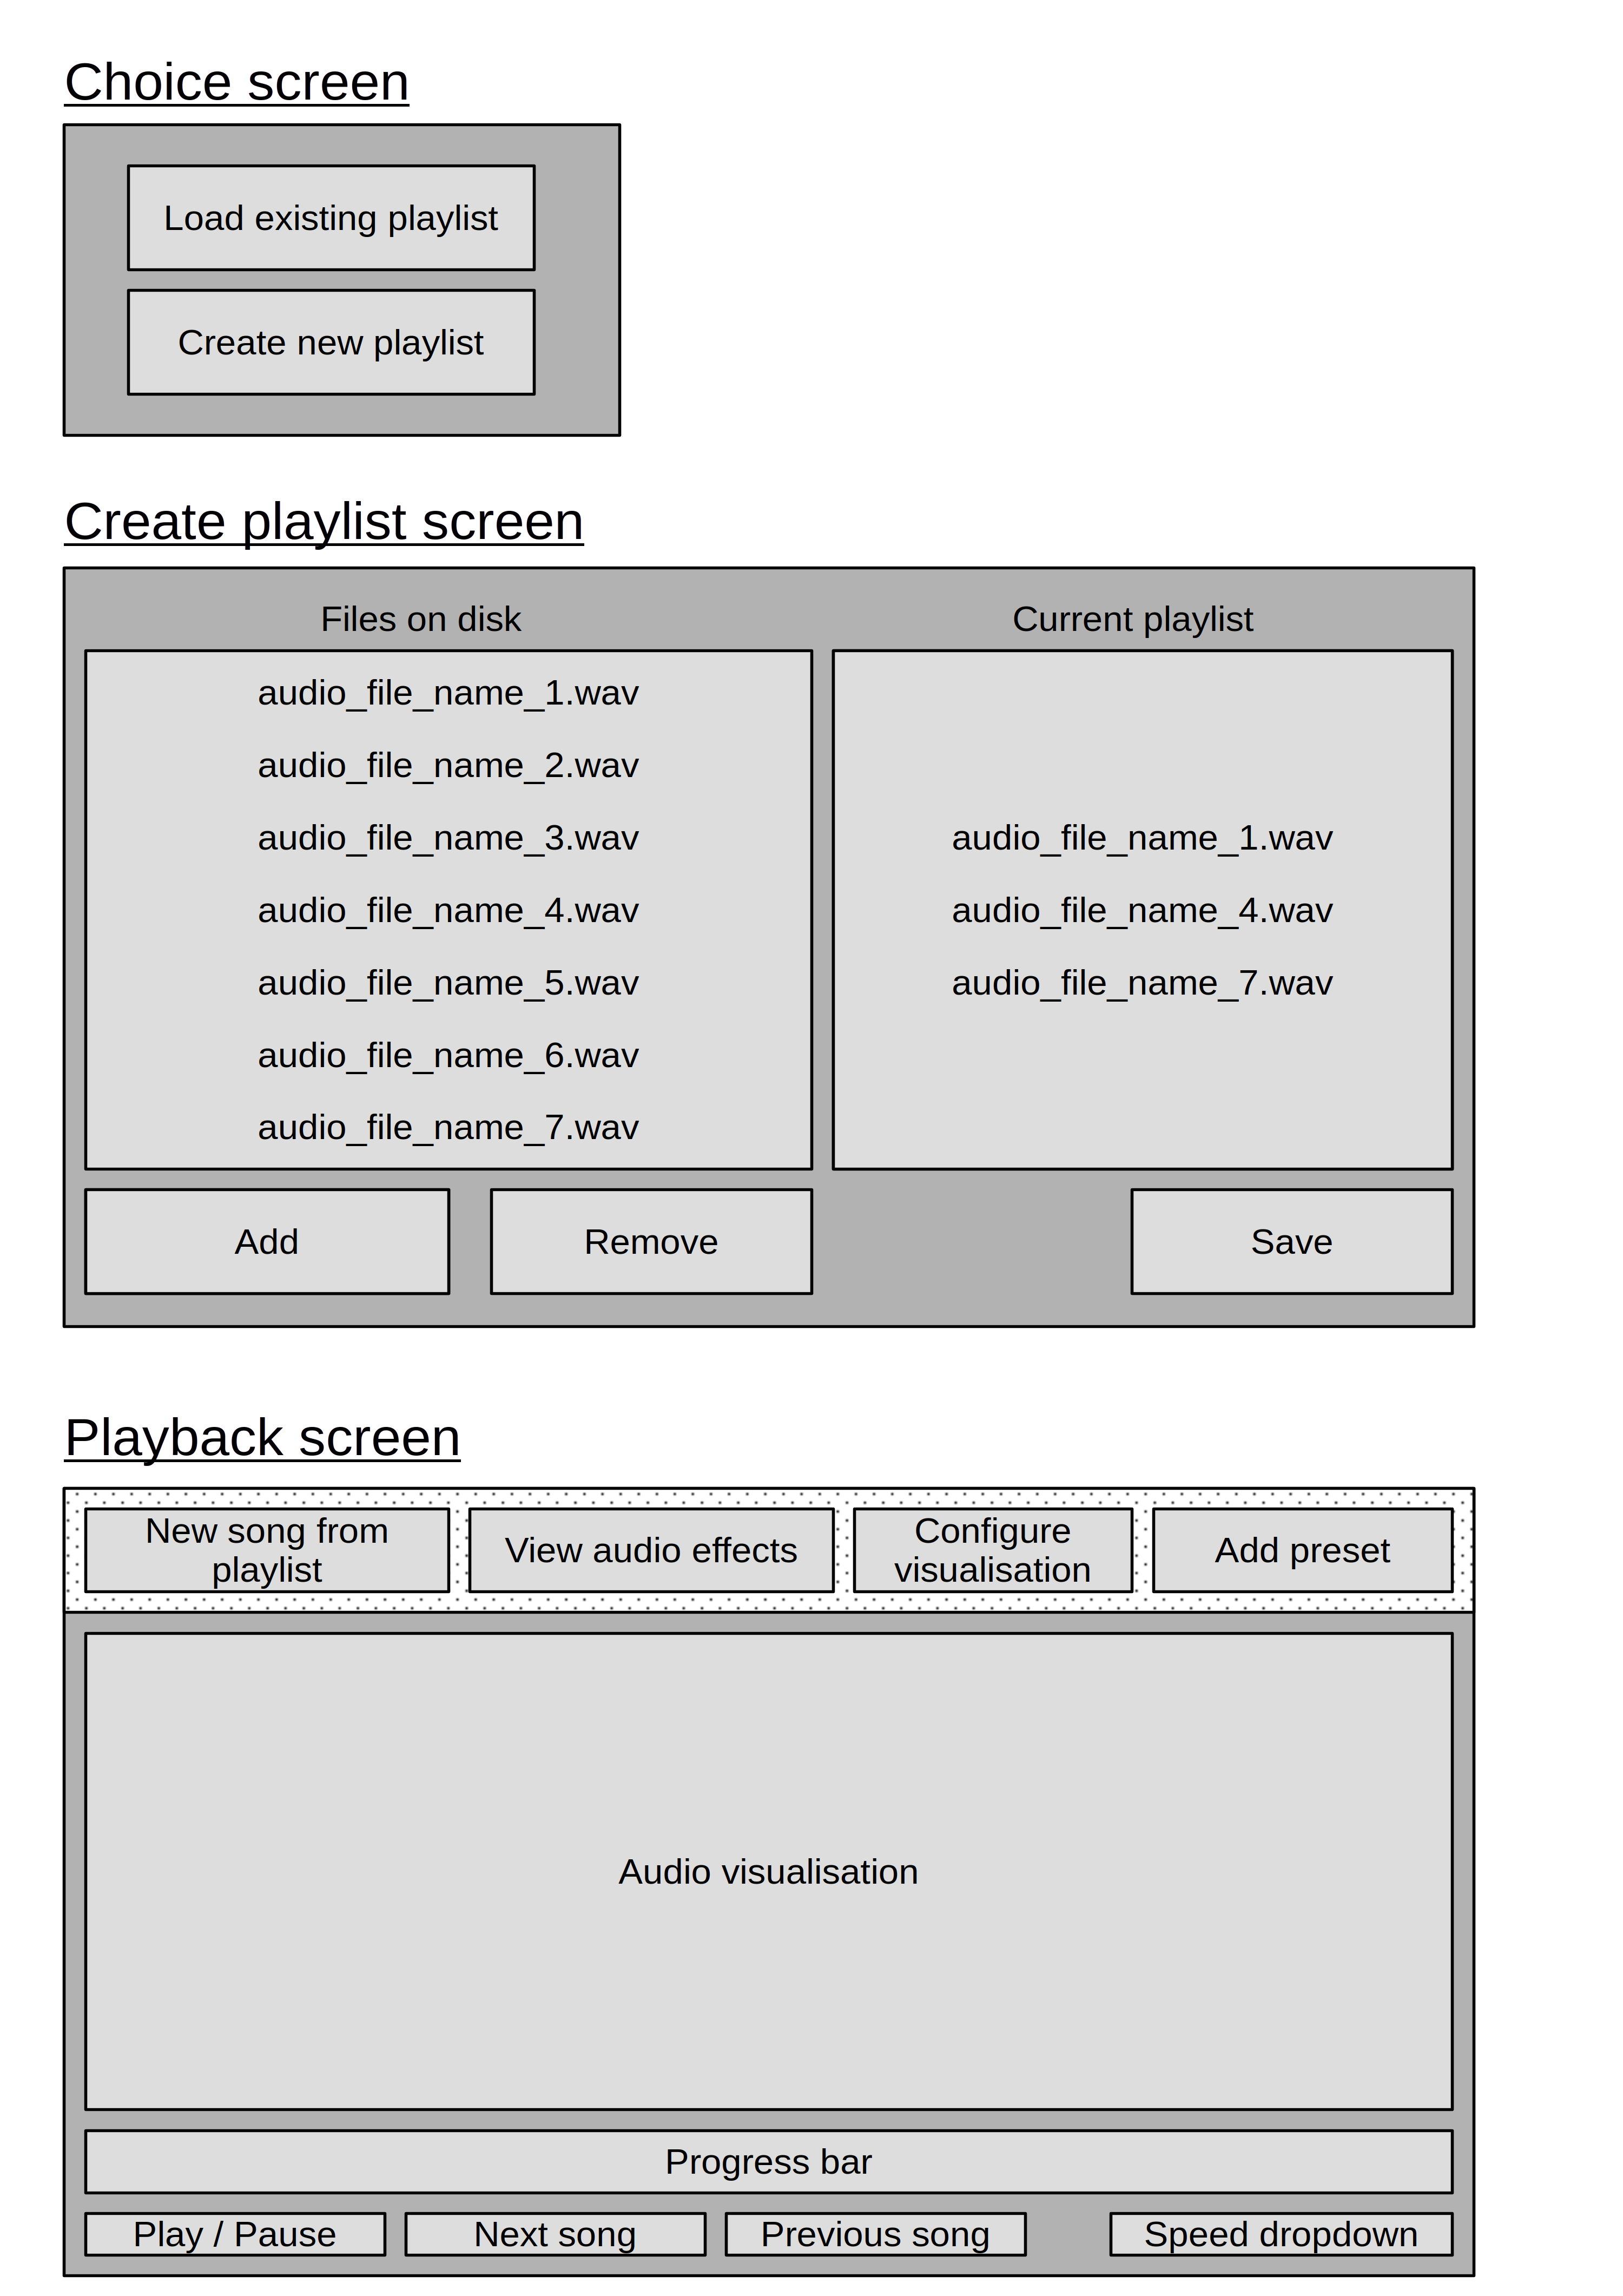 Choice screen
Load existing playlist
Create new playlist
Create playlist screen
Files on disk
Current playlist
audio_file_name_1.wav
audio_file_name_2.wav
audio_file_name_3.wav
audio_file_name_4.wav
audio_file_name_5.wav
audio_file_name_6.wav
audio_file_name_7.wav
audio_file_name_1.wav
audio_file_name_4.wav
audio_file_name_7.wav
Add
Remove
Save
Playback screen
New song from
playlist
View audio effects
Configure
visualisation
Add preset
Audio visualisation
Progress bar
Play / Pause
Next song
Previous song
Speed dropdown